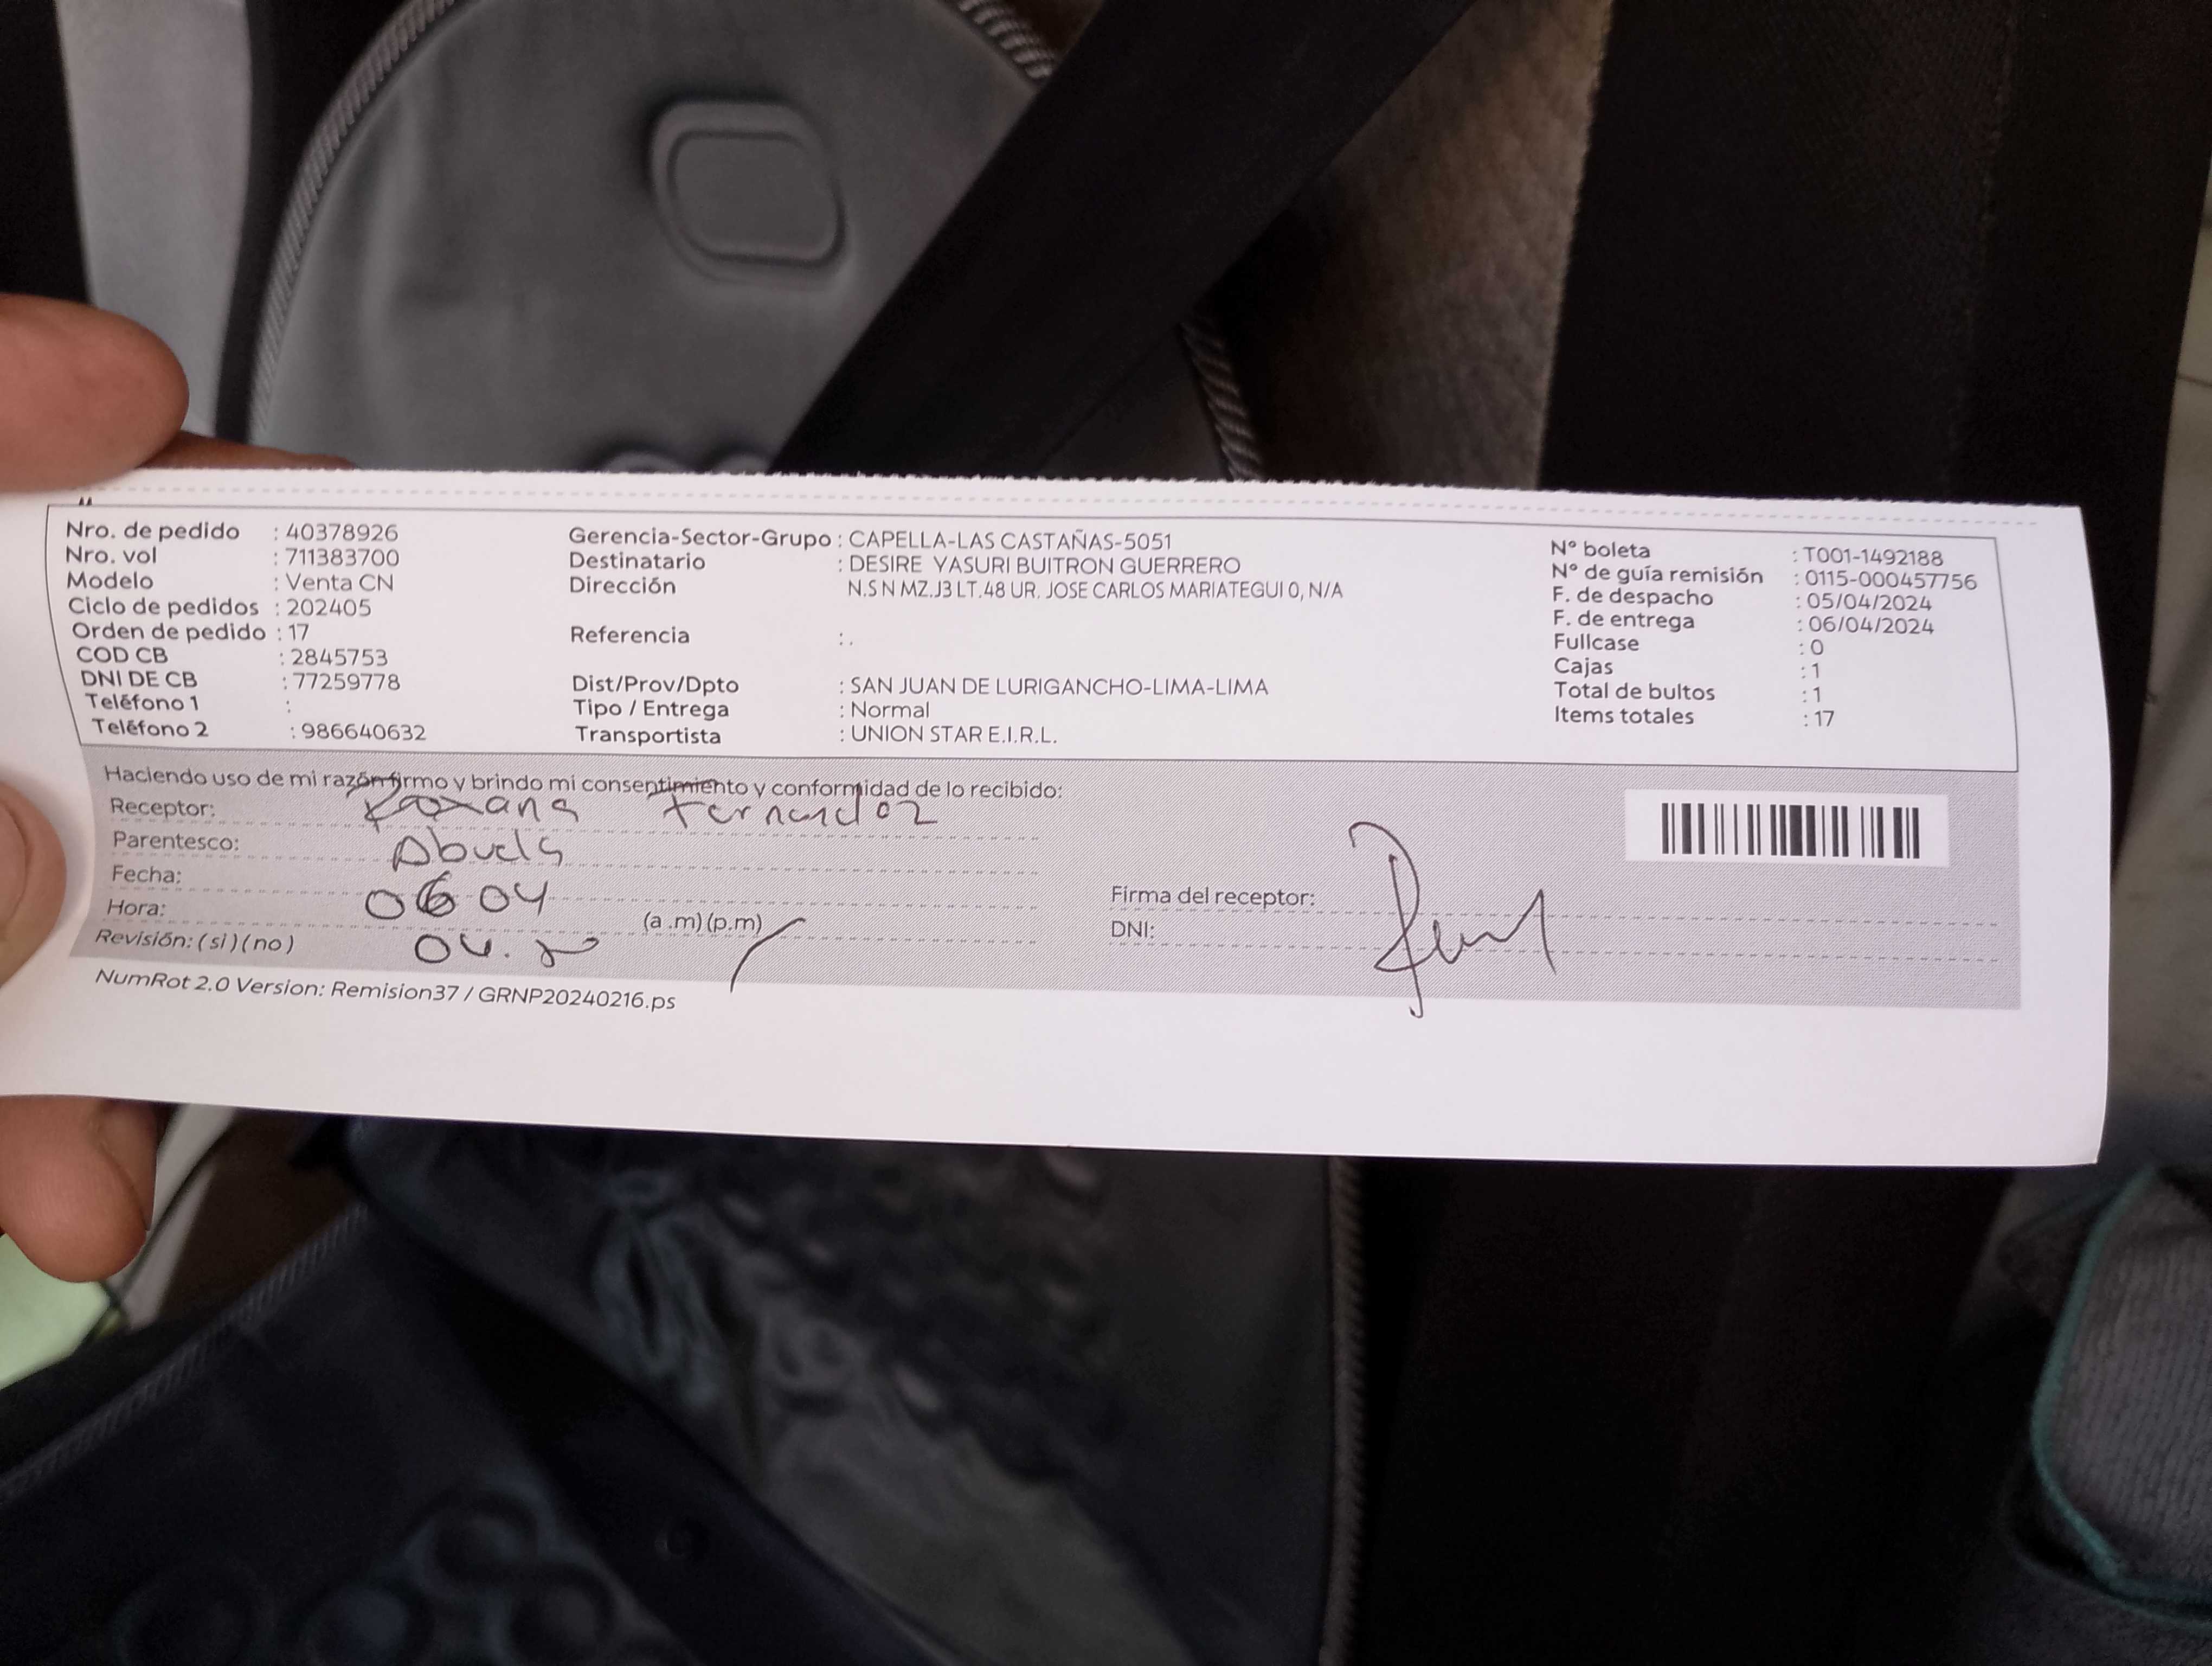 Nro. de pedido : 40378926
Nro. vol : 711383700
Modelo : Venta CN
Ciclo de pedidos : 202405
Orden de pedido : 17
COD CB : 2845753
DNI DE CB : 77259778
Teléfono 1 :
Teléfono 2 : 986640632
Gerencia-Sector-Grupo : CAPELLA-LAS CASTAÑAS-5051
Destinatario : DESIRE YASURI BUITRON GUERRERO
Dirección N.S N MZ.J3 LT.48 UR. JOSE CARLOS MARIATEGUI 0, N/A
Referencia : .
Dist/Prov/Dpto : SAN JUAN DE LURIGANCHO-LIMA-LIMA
Tipo / Entrega : Normal
Transportista : UNION STAR E.I.R.L.
N° boleta : T001-1492188
N° de guía remisión : 0115-000457756
F. de despacho : 05/04/2024
F. de entrega : 06/04/2024
Fullcase : 0
Cajas : 1
Total de bultos : 1
Items totales : 17
Haciendo uso de mi razón firmo y brindo mi consentimiento y conformidad de lo recibido:
Receptor: Roxana Fernandez
Parentesco: Abuela
Fecha: 06 04
Hora: (a .m) (p.m)
Revisión: ( si ) ( no )
Firma del receptor:
DNI:
NumRot 2.0 Version: Remision37 / GRNP20240216.ps